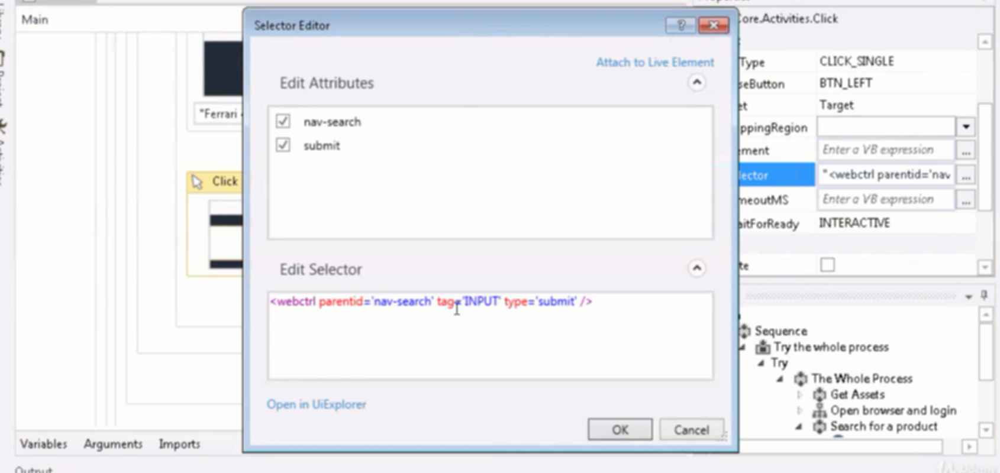 Main
"Ferrari
Click
Variables Arguments Imports
Output
Selector Editor
?
Attach to Live Element
Edit Attributes
nav-search
submit
Edit Selector
<webctrl parentid='nav-search' tag='INPUT' type='submit' />
Open in UiExplorer
OK Cancel
ore.Activities.Click
Type CLICK_SINGLE
seButton BTN_LEFT
et Target
ppingRegion
ement Enter a VB expression ...
lector "<webctrl parentid='nav ...
meoutMS Enter a VB expression ...
aitForReady INTERACTIVE
te
Sequence
Try the whole process
Try
The Whole Process
Get Assets
Open browser and login
Search for a product